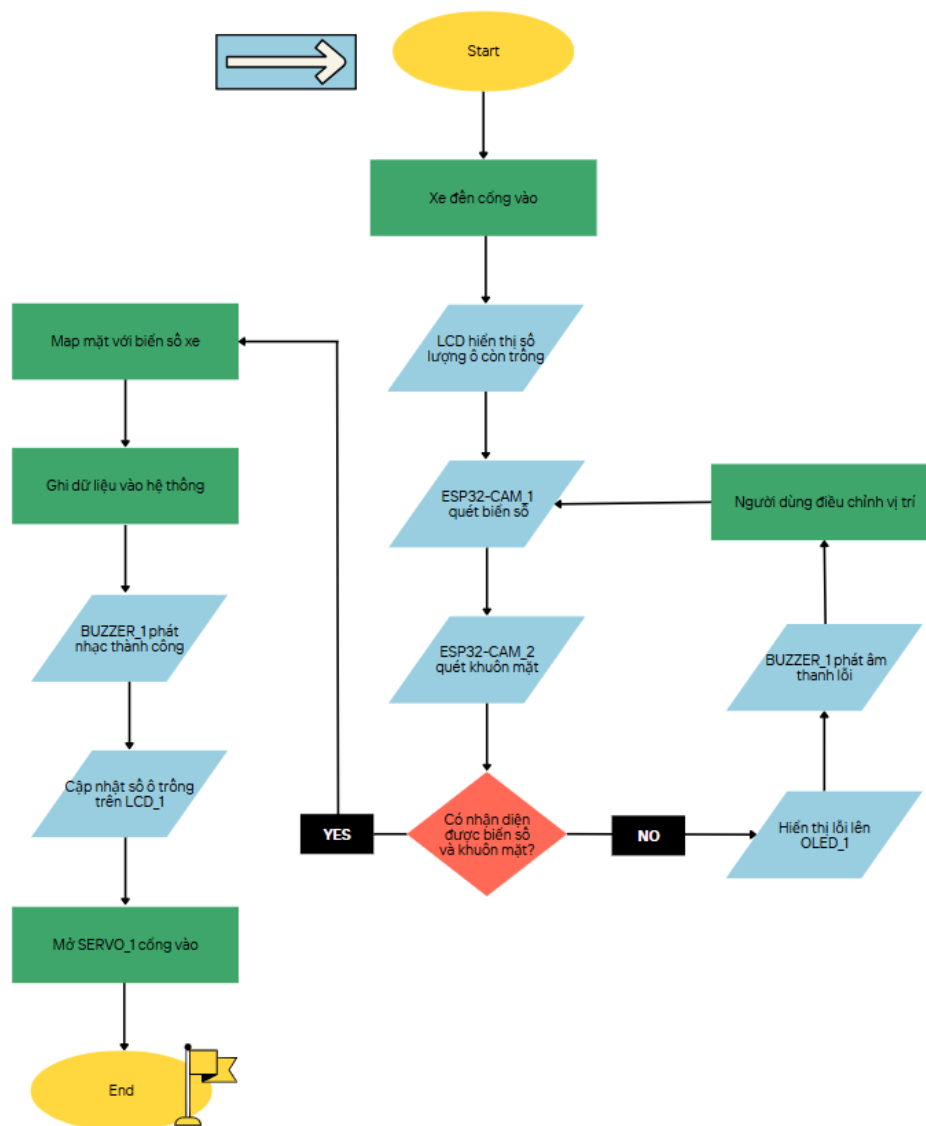 Start
Xe đến cổng vào
LCD hiển thị số
lượng ô còn trống
ESP32-CAM_1
quét biển số
ESP32-CAM_2
quét khuôn mặt
Có nhận diện
được biển số
và khuôn mặt?
YES
NO
Map mặt với biển số xe
Ghi dữ liệu vào hệ thống
BUZZER_1 phát
nhạc thành công
Cập nhật số ô trống
trên LCD_1
Mở SERVO_1 cổng vào
End
Hiển thị lỗi lên
OLED_1
BUZZER_1 phát âm
thanh lỗi
Người dùng điều chỉnh vị trí